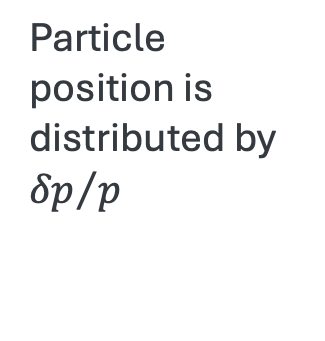 Particle
position is
distributed by
𝛿𝑝/𝑝